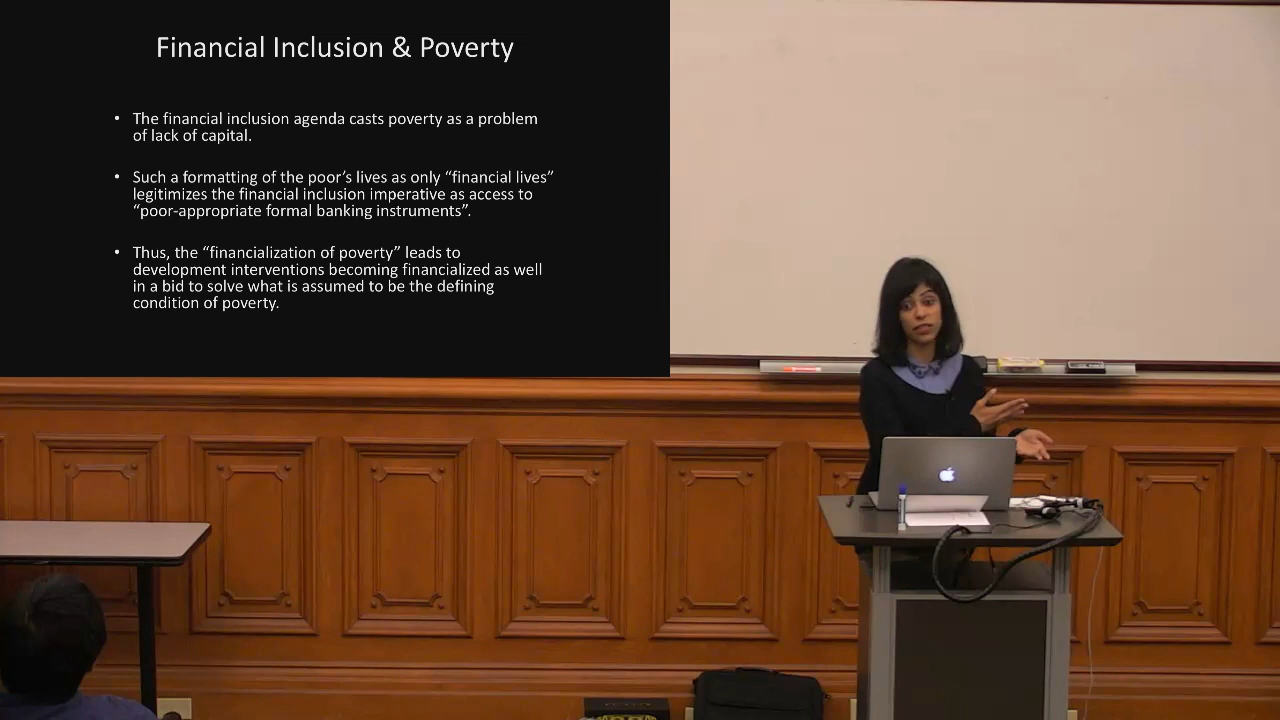 Financial Inclusion & Poverty
• The financial inclusion agenda casts poverty as a problem
of lack of capital.
• Such a formatting of the poor’s lives as only “financial lives”
legitimizes the financial inclusion imperative as access to
“poor-appropriate formal banking instruments”.
• Thus, the “financialization of poverty” leads to
development interventions becoming financialized as well
in a bid to solve what is assumed to be the defining
condition of poverty.